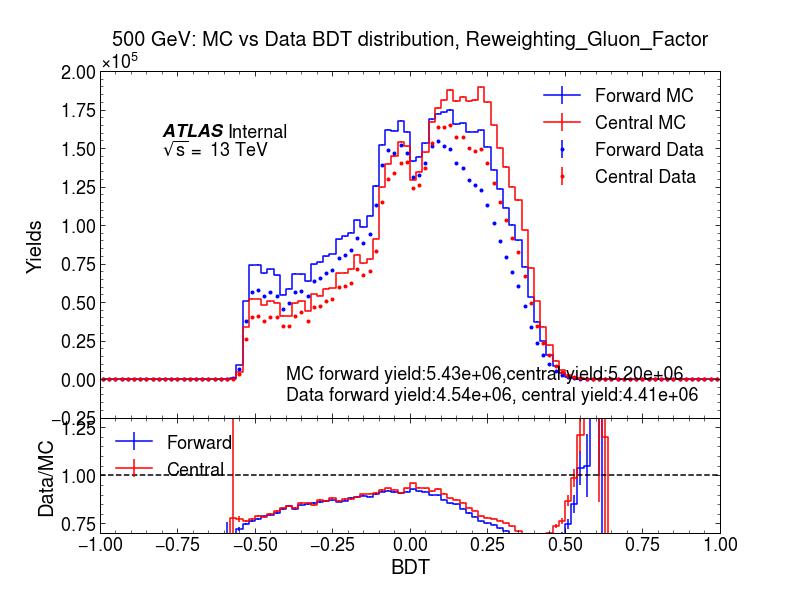 500 GeV: MC vs Data BDT distribution, Reweighting_Gluon_Factor
×10⁵
2.00
1.75
1.50
1.25
1.00
0.75
0.50
0.25
0.00
−0.25
Yields
ATLAS Internal
√s = 13 TeV
Forward MC
Central MC
Forward Data
Central Data
MC forward yield:5.43e+06,central yield:5.20e+06
Data forward yield:4.54e+06, central yield:4.41e+06
1.25
1.00
0.75
Data/MC
Forward
Central
−1.00 −0.75 −0.50 −0.25 0.00 0.25 0.50 0.75 1.00
BDT